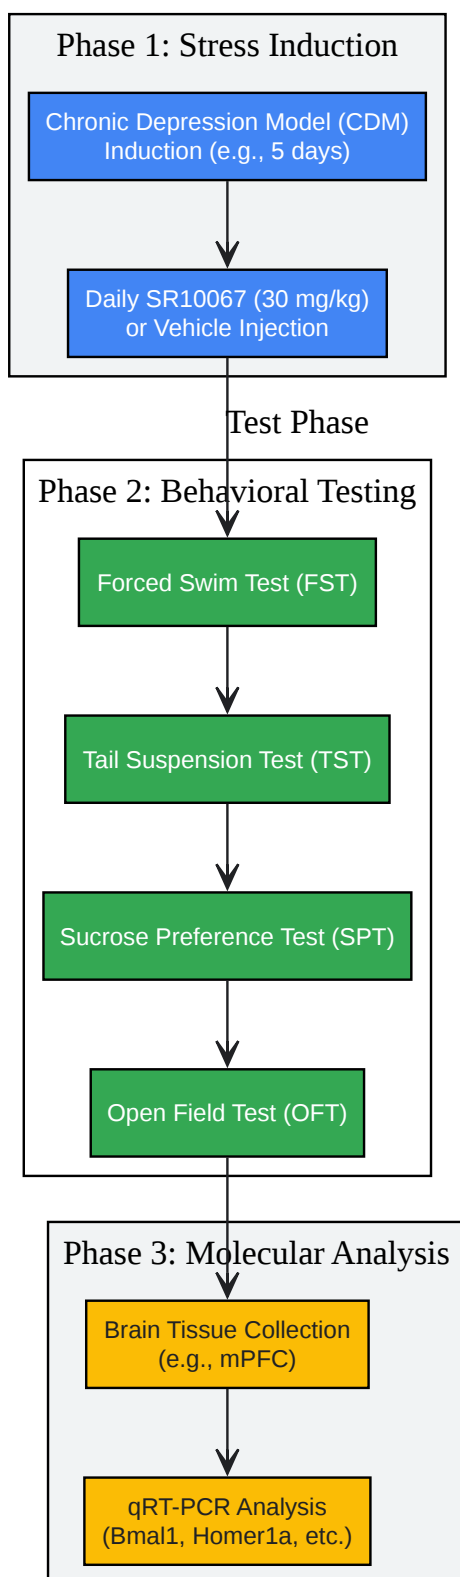 Phase 1: Stress Induction
Chronic Depression Model (CDM)
Induction (e.g., 5 days)
Daily SR10067 (30 mg/kg)
or Vehicle Injection
Test Phase
Phase 2: Behavioral Testing
Forced Swim Test (FST)
Tail Suspension Test (TST)
Sucrose Preference Test (SPT)
Open Field Test (OFT)
Phase 3: Molecular Analysis
Brain Tissue Collection
(e.g., mPFC)
qRT-PCR Analysis
(Bmal1, Homer1a, etc.)